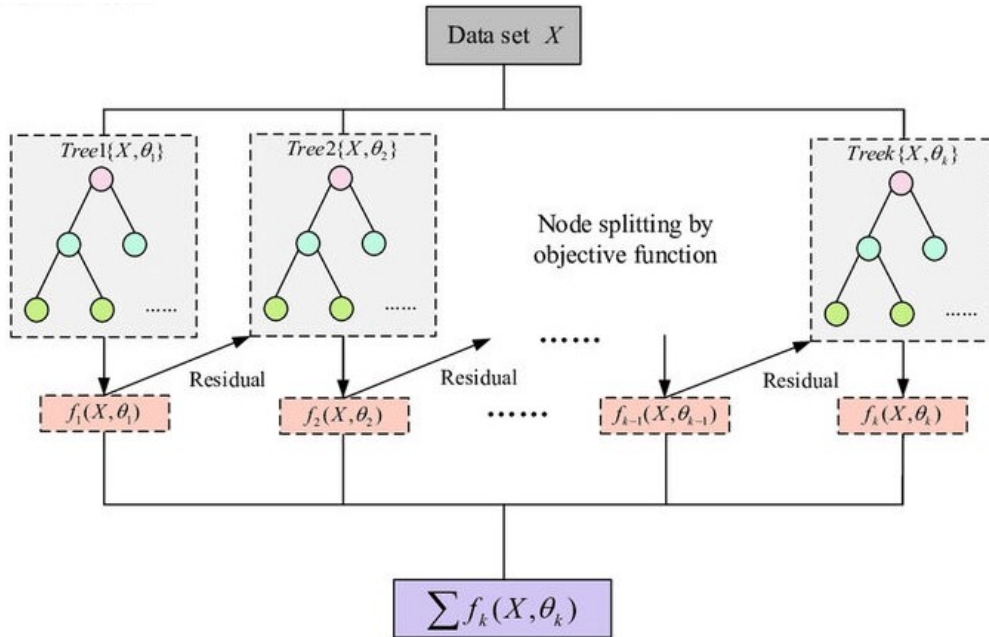 Data set X
Tree1{X,θ₁}
Tree2{X,θ₂}
Treek{X,θₖ}
Node splitting by
objective function
......
......
......
......
Residual
Residual
Residual
f₁(X,θ₁)
f₂(X,θ₂)
......
fₖ₋₁(X,θₖ₋₁)
fₖ(X,θₖ)
∑fₖ(X,θₖ)